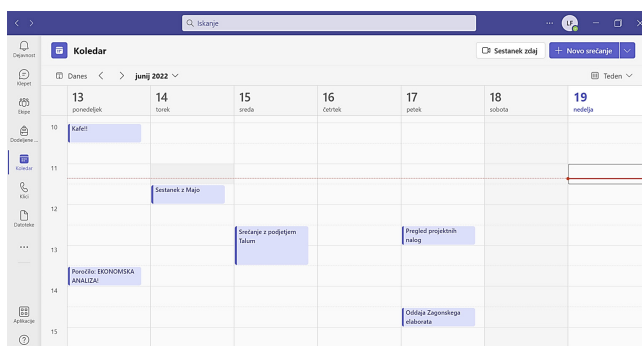 Iskanje
LF
Dejavnost
Klepet
Ekipe
Dodeljene ...
Koledar
Klici
Datoteke
Aplikacije
Koledar
Sestanek zdaj
Novo srečanje
Danes
junij 2022
Teden
13
ponedeljek
14
torek
15
sreda
16
četrtek
17
petek
18
sobota
19
nedelja
10
Kafe!!
11
Sestanek z Majo
12
Srečanje z podjetjem
Talum
Pregled projektnih
nalog
13
Poročilo: EKONOMSKA
ANALIZA!
14
Oddaja Zagonskega
elaborata
15